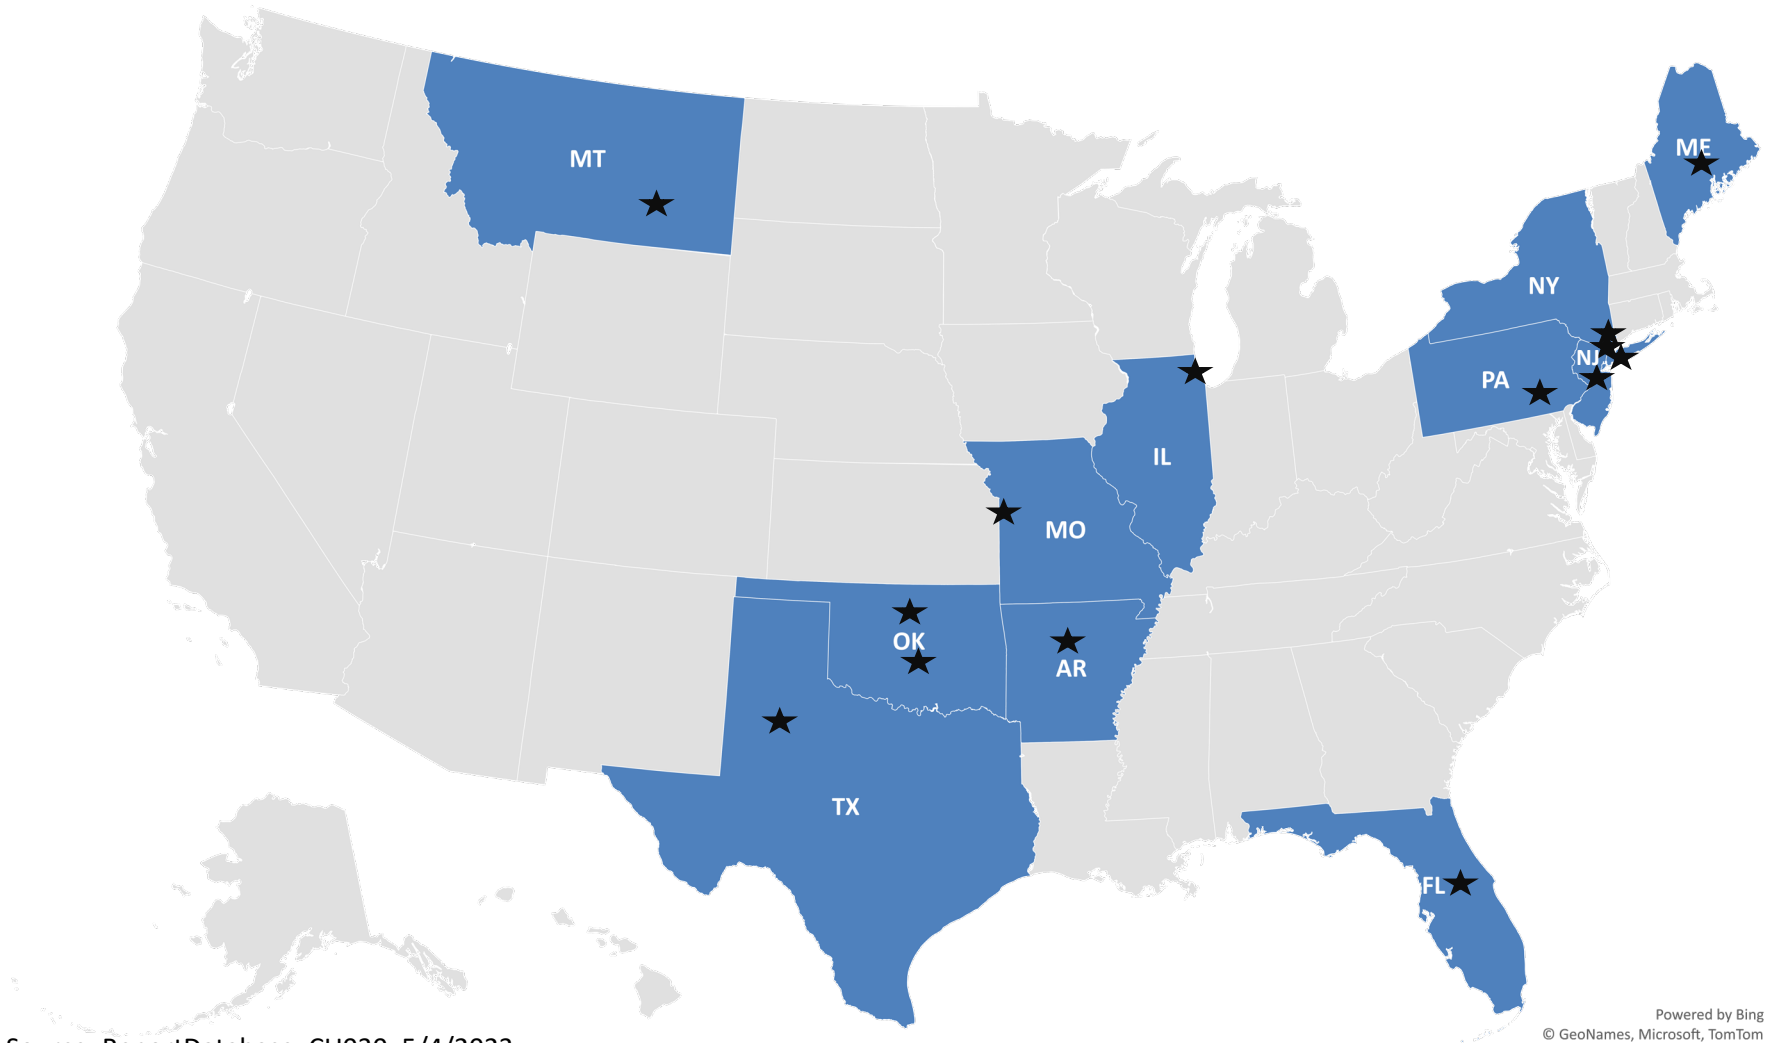 MT
ME
NY
NJ
PA
IL
MO
OK
AR
TX
FL
Powered by Bing
© GeoNames, Microsoft, TomTom